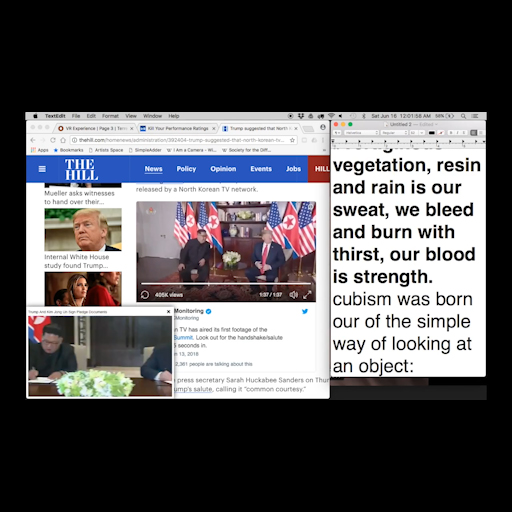 TextEdit File Edit Format View Window Help
Sat Jun 16 12:01:58 AM 59%
VR Experience | Page 3 | Ter
Kill Your Performance Ratings
Trump suggested that North K
thehill.com/homenews/administration/392404-trump-suggested-that-north-korean-h
Apps Bookmarks Artists Space SimpleAdder I Am a Camera - W... Society for the Diff...
THE
HILL
News Policy Opinion Events Jobs HILL
Mueller asks witnesses
to hand over their...
Internal White House
study found Trump...
released by a North Korean TV network.
405K views
1:37 / 1:37
Monitoring
Monitoring
n TV has aired its first footage of the
Summit. Look out for the handshake/salute
5 seconds in.
13, 2018
2,361 people are talking about this
press secretary Sarah Huckabee Sanders on Thur
ump's salute, calling it "common courtesy."
Trump And Kim Jong Un Sign Pledge Documents
Untitled 2 — Edited
Helvetica
vegetation, resin
and rain is our
sweat, we bleed
and burn with
thirst, our blood
is strength.
cubism was born
our of the simple
way of looking at
an object: